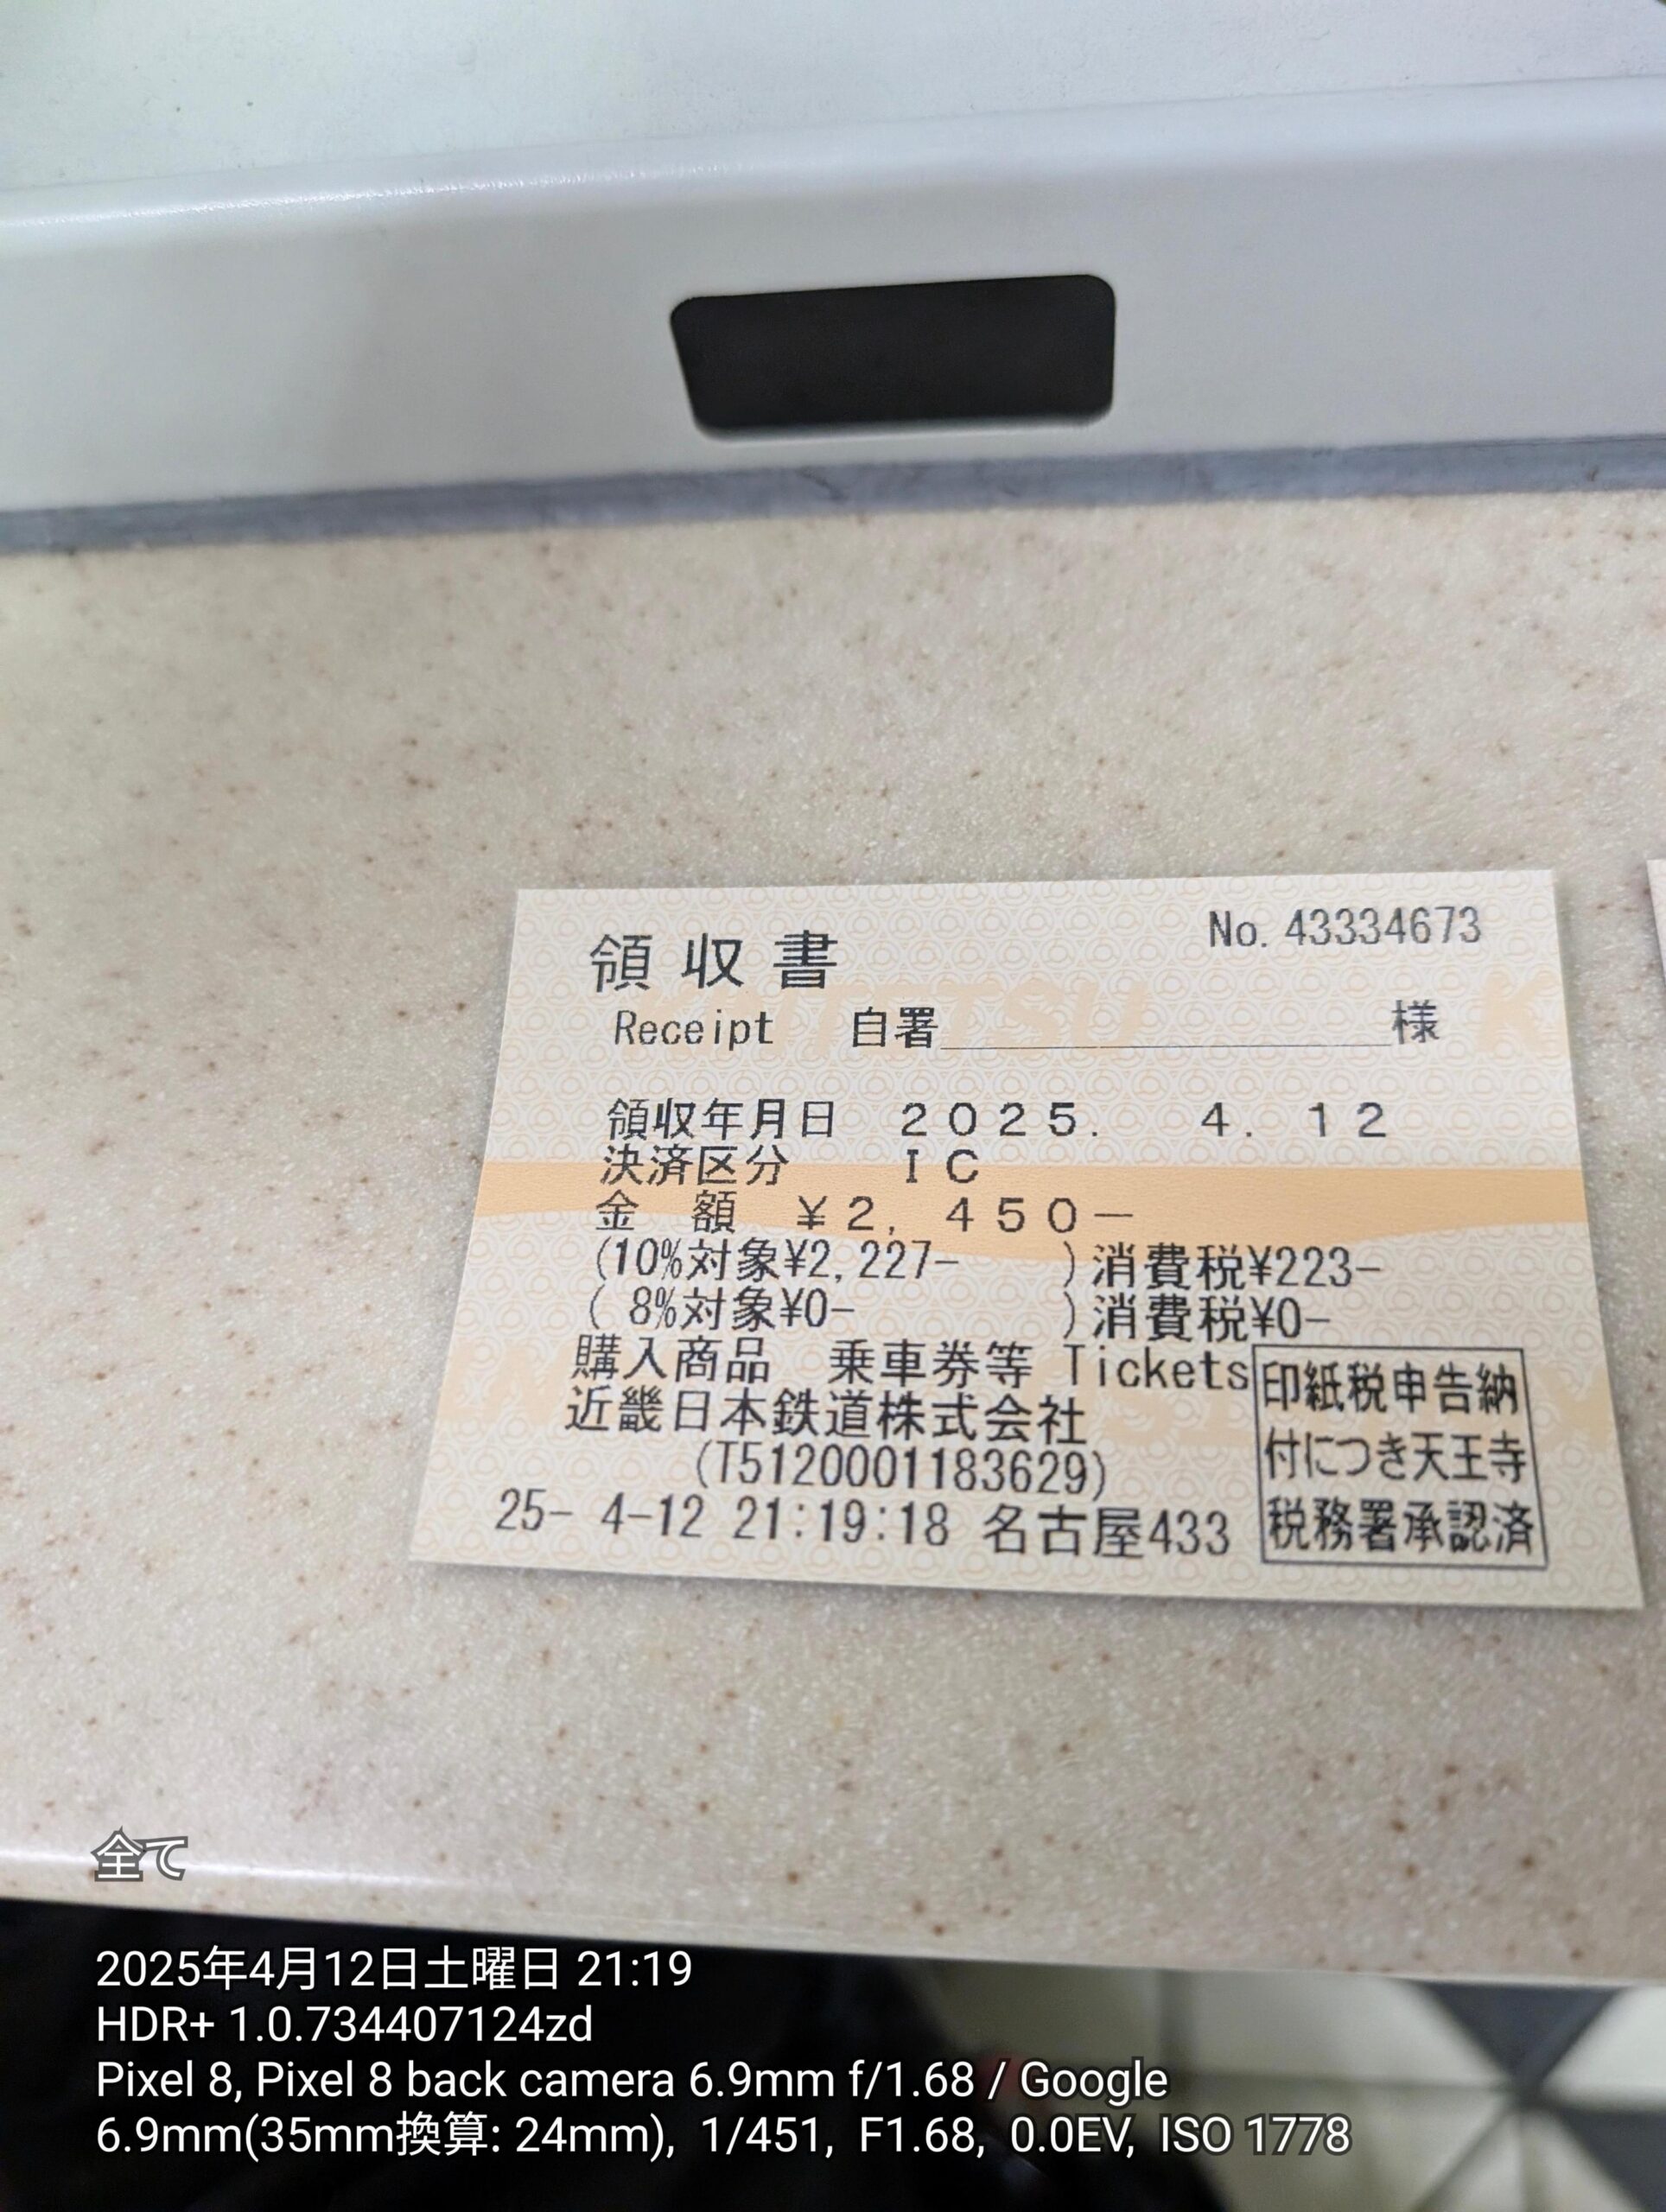 領収書
No. 43334673
Receipt 自署 様
領収年月日 2025. 4. 12
決済区分 IC
金 額 ¥2, 450−
(10%対象¥2,227− )消費税¥223−
( 8%対象¥0− )消費税¥0−
購入商品 乗車券等 Tickets
近畿日本鉄道株式会社
(T5120001183629)
25- 4-12 21:19:18 名古屋433
印紙税申告納
付につき天王寺
税務署承認済
全て
2025年4月12日土曜日 21:19
HDR+ 1.0.734407124zd
Pixel 8, Pixel 8 back camera 6.9mm f/1.68 / Google
6.9mm(35mm換算: 24mm), 1/451, F1.68, 0.0EV, ISO 1778